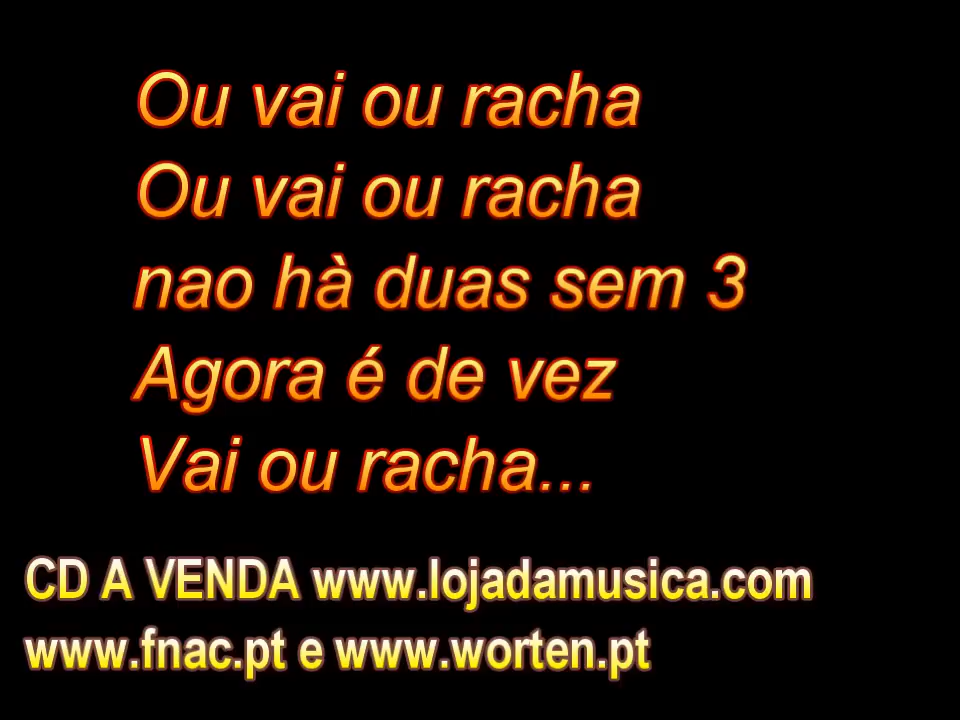 Ou vai ou racha
Ou vai ou racha
nao hà duas sem 3
Agora é de vez
Vai ou racha...
CD A VENDA www.lojadamusica.com
www.fnac.pt e www.worten.pt